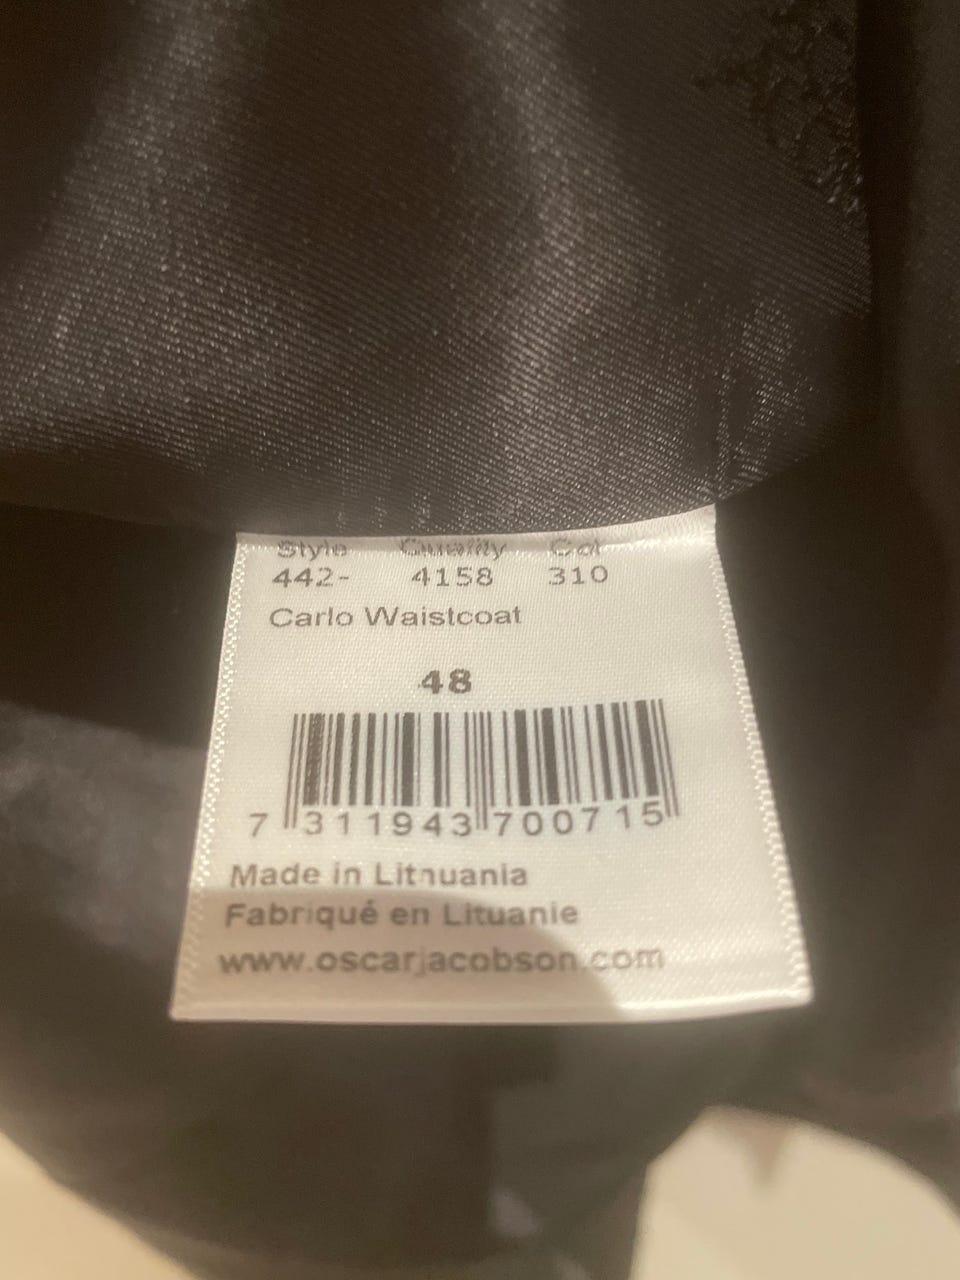 Style Quality Col
442- 4158 310
Carlo Waistcoat
48
7 311943 700715
Made in Lithuania
Fabriqué en Lituanie
www.oscarjacobson.com